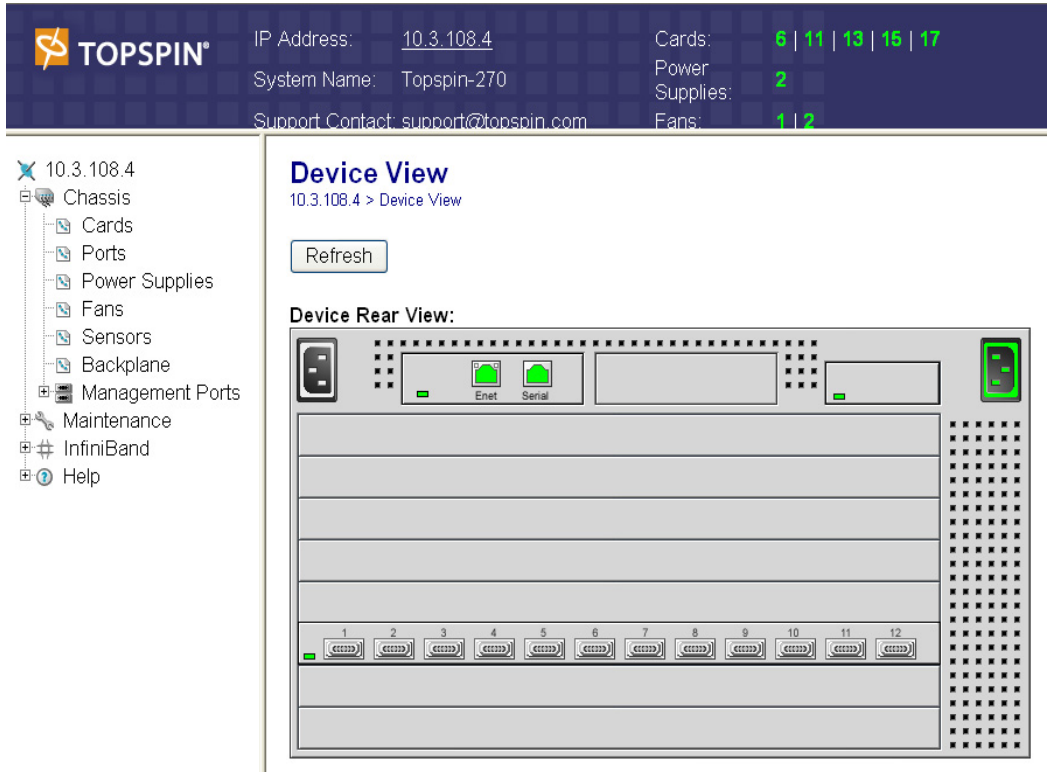 TOPSPIN®
IP Address: 10.3.108.4
System Name: Topspin-270
Support Contact: support@topspin.com
Cards: 6 | 11 | 13 | 15 | 17
Power Supplies: 2
Fans: 1 | 2
10.3.108.4
Chassis
Cards
Ports
Power Supplies
Fans
Sensors
Backplane
Management Ports
Maintenance
InfiniBand
Help
Device View
10.3.108.4 > Device View
Refresh
Device Rear View:
Enet Serial
1 2 3 4 5 6 7 8 9 10 11 12